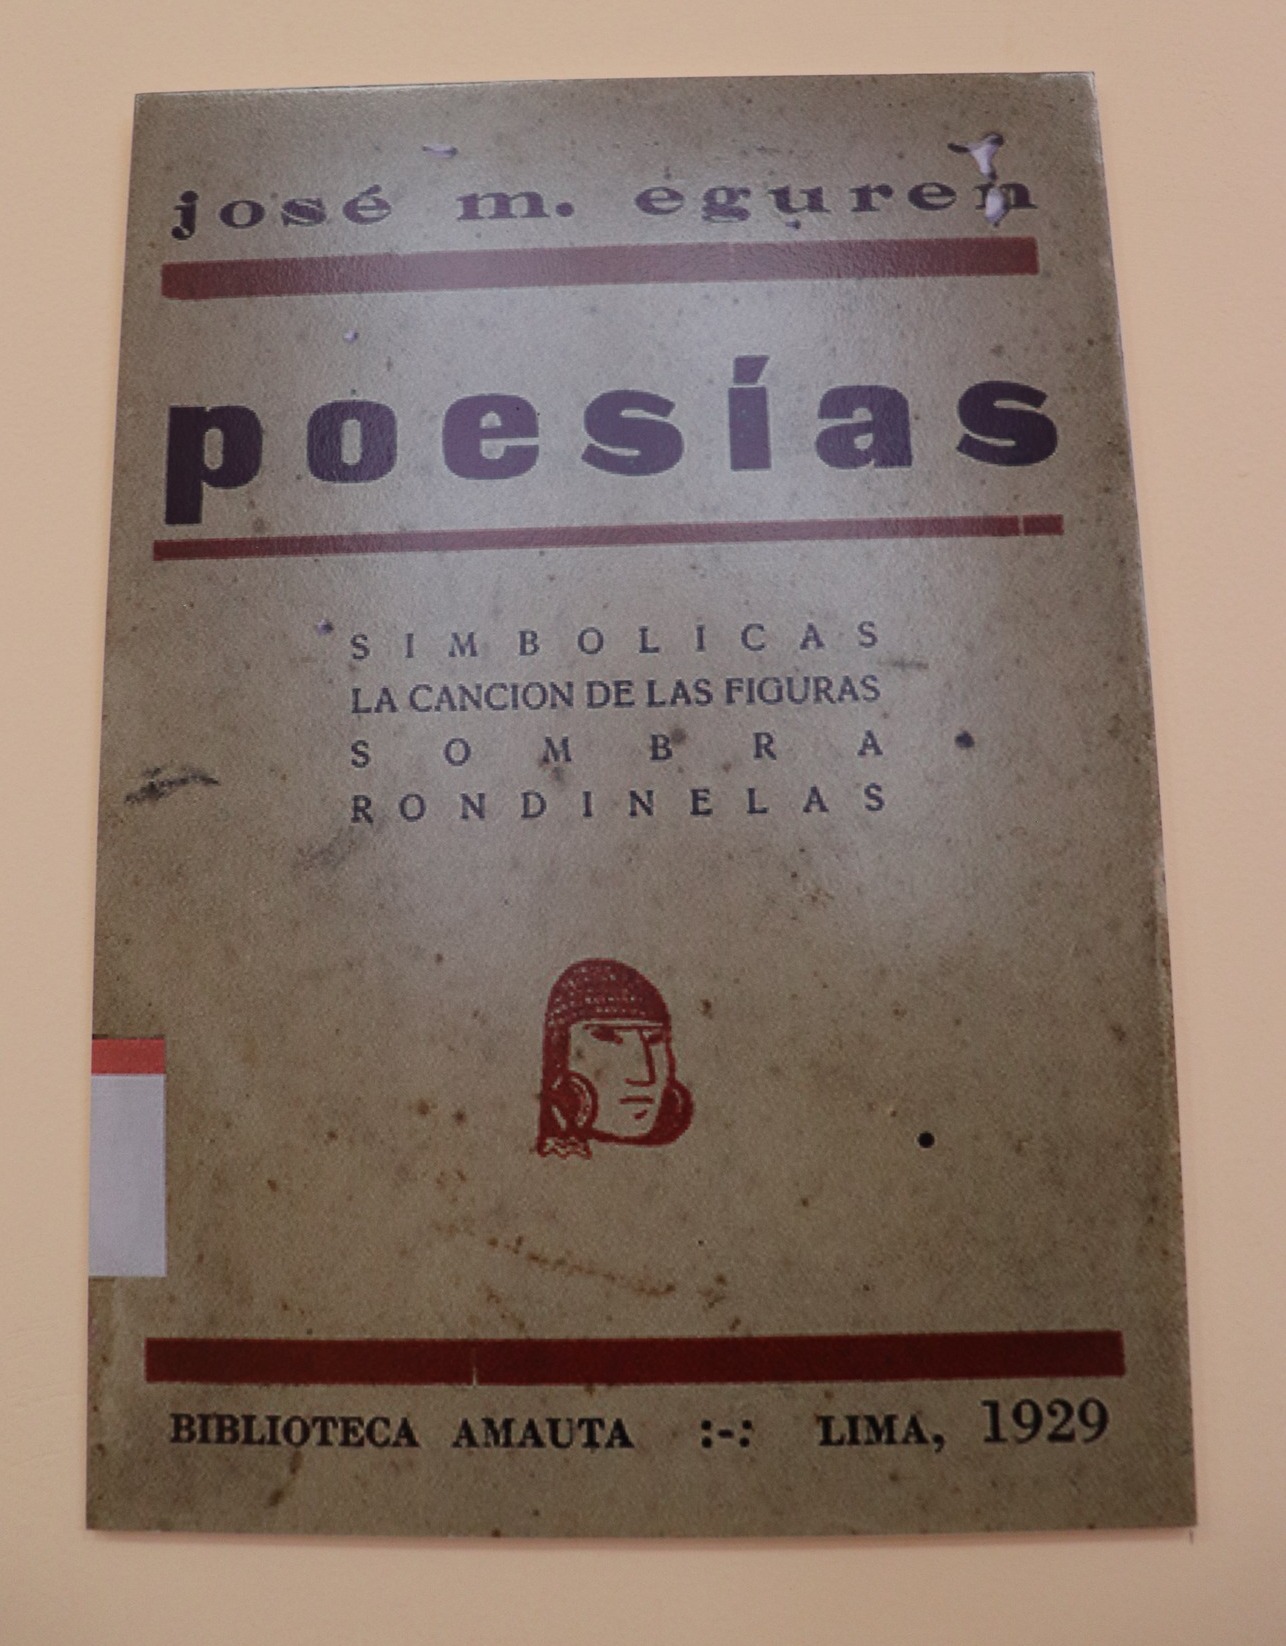 josé m. eguren
poesías
SIMBOLICAS
LA CANCION DE LAS FIGURAS
SOMBRA
RONDINELAS
BIBLIOTECA AMAUTA :-: LIMA, 1929